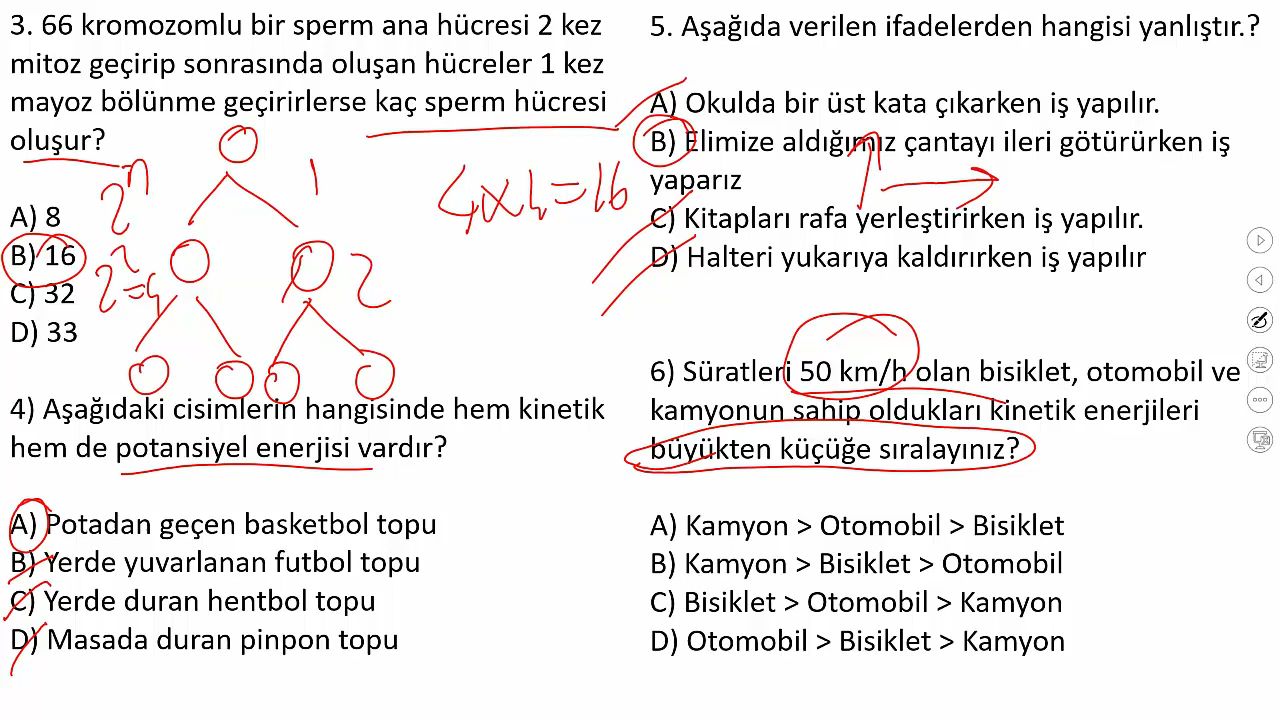 3. 66 kromozomlu bir sperm ana hücresi 2 kez
mitoz geçirip sonrasında oluşan hücreler 1 kez
mayoz bölünme geçirirlerse kaç sperm hücresi
oluşur?
A) 8
B) 16
C) 32
D) 33
2ⁿ
2²=4
1
2
4x4=16
4) Aşağıdaki cisimlerin hangisinde hem kinetik
hem de potansiyel enerjisi vardır?
A) Potadan geçen basketbol topu
B) Yerde yuvarlanan futbol topu
C) Yerde duran hentbol topu
D) Masada duran pinpon topu
5. Aşağıda verilen ifadelerden hangisi yanlıştır.?
A) Okulda bir üst kata çıkarken iş yapılır.
B) Elimize aldığımız çantayı ileri götürürken iş
yaparız
C) Kitapları rafa yerleştirirken iş yapılır.
D) Halteri yukarıya kaldırırken iş yapılır
6) Süratleri 50 km/h olan bisiklet, otomobil ve
kamyonun sahip oldukları kinetik enerjileri
büyükten küçüğe sıralayınız?
A) Kamyon > Otomobil > Bisiklet
B) Kamyon > Bisiklet > Otomobil
C) Bisiklet > Otomobil > Kamyon
D) Otomobil > Bisiklet > Kamyon